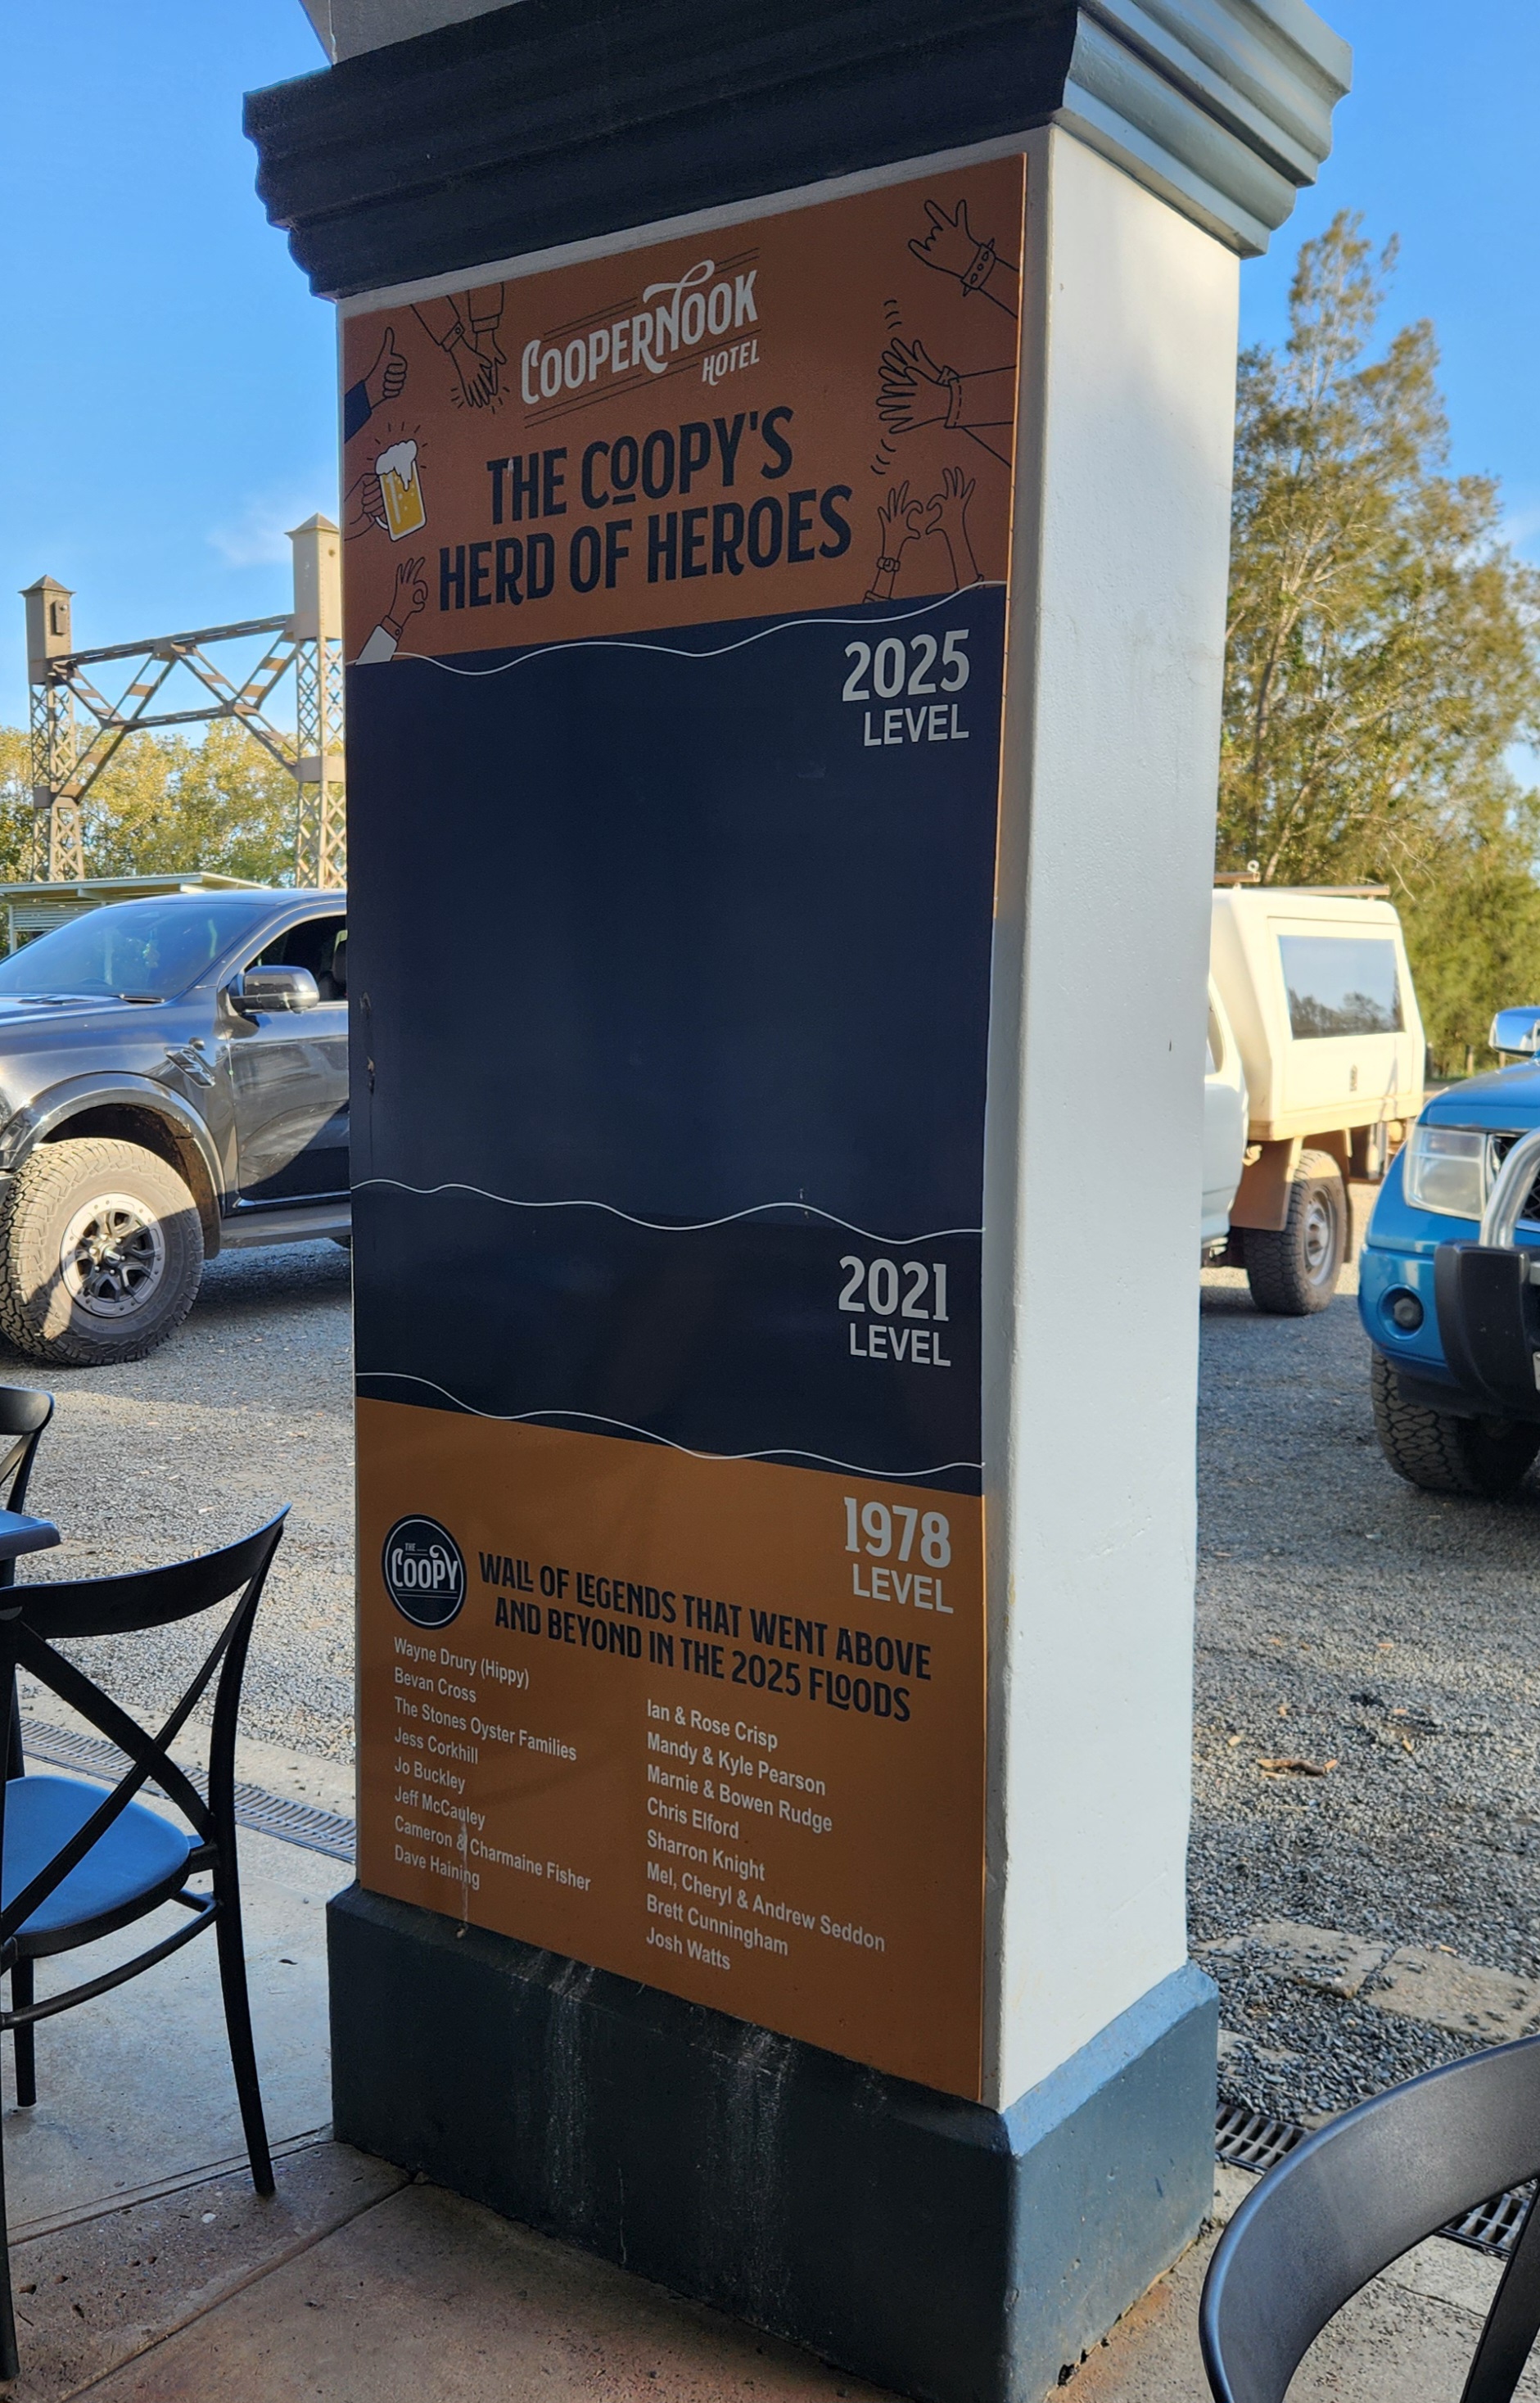 COOPERNOOK
HOTEL
THE COOPY'S
HERD OF HEROES
2025
LEVEL
2021
LEVEL
1978
LEVEL
THE
COOPY
WALL OF LEGENDS THAT WENT ABOVE
AND BEYOND IN THE 2025 FLOODS
Wayne Drury (Hippy)
Bevan Cross
The Stones Oyster Families
Jess Corkhill
Jo Buckley
Jeff McCauley
Cameron & Charmaine Fisher
Dave Haining
Ian & Rose Crisp
Mandy & Kyle Pearson
Marnie & Bowen Rudge
Chris Elford
Sharron Knight
Mel, Cheryl & Andrew Seddon
Brett Cunningham
Josh Watts